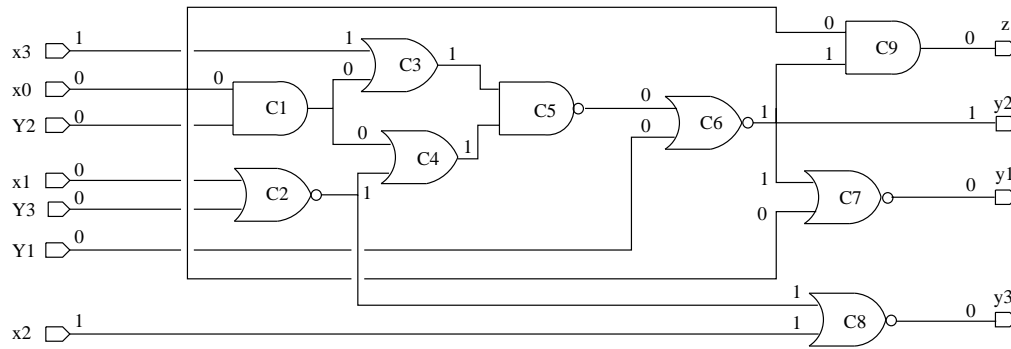 x3 1 1 C3 1 0 C9 0 z
1
x0 0 0 0 C1 C5 0 C6 1 1 y2
Y2 0 0 C4 1 0
x1 0 C2 1 1 C7 0 y1
Y3 0 0
Y1 0
x2 1 1 C8 0 y3
1